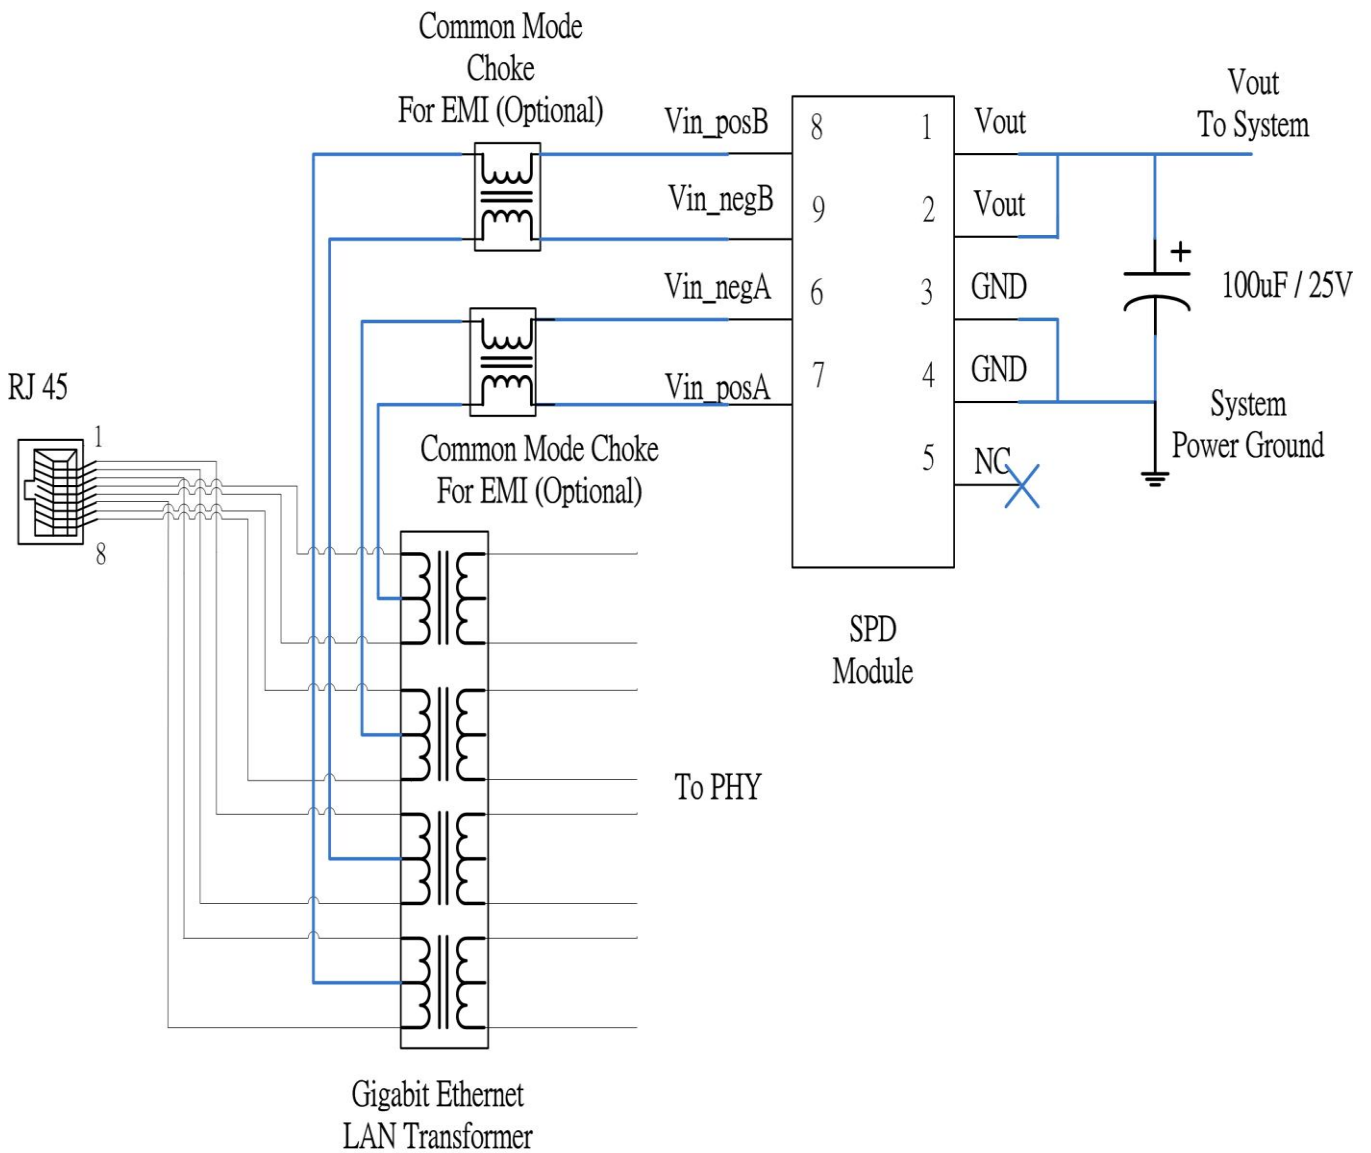 Common Mode
Choke
For EMI (Optional)
Vin_posB
8
1
Vout
Vout
To System
Vin_negB
9
2
Vout
Vin_negA
6
3
GND
+
100uF / 25V
RJ 45
Vin_posA
7
4
GND
System
Power Ground
1
8
Common Mode Choke
For EMI (Optional)
5
NC
SPD
Module
To PHY
Gigabit Ethernet
LAN Transformer